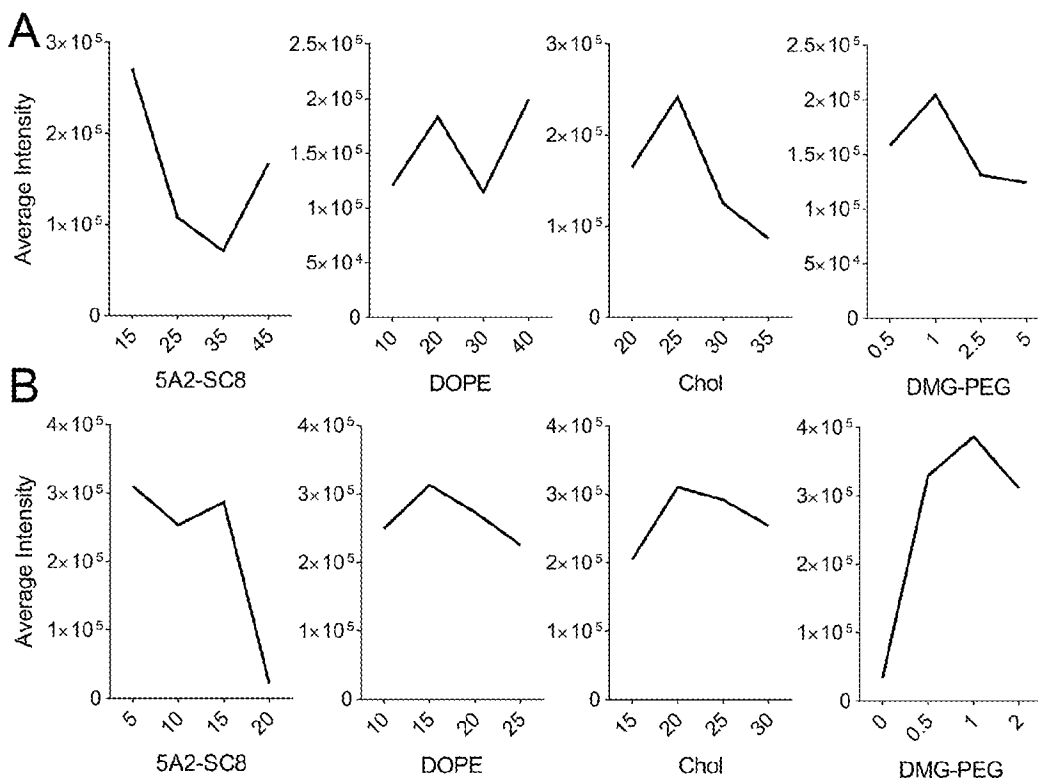 A
Average Intensity
3×10⁵
2×10⁵
1×10⁵
0
15 25 35 45
5A2-SC8
2.5×10⁵
2×10⁵
1.5×10⁵
1×10⁵
5×10⁴
0
10 20 30 40
DOPE
3×10⁵
2×10⁵
1×10⁵
0
20 25 30 35
Chol
2.5×10⁵
2×10⁵
1.5×10⁵
1×10⁵
5×10⁴
0
0.5 1 2.5 5
DMG-PEG
B
Average Intensity
4×10⁵
3×10⁵
2×10⁵
1×10⁵
0
5 10 15 20
5A2-SC8
4×10⁵
3×10⁵
2×10⁵
1×10⁵
0
10 15 20 25
DOPE
4×10⁵
3×10⁵
2×10⁵
1×10⁵
0
15 20 25 30
Chol
4×10⁵
3×10⁵
2×10⁵
1×10⁵
0
0 0.5 1 2
DMG-PEG